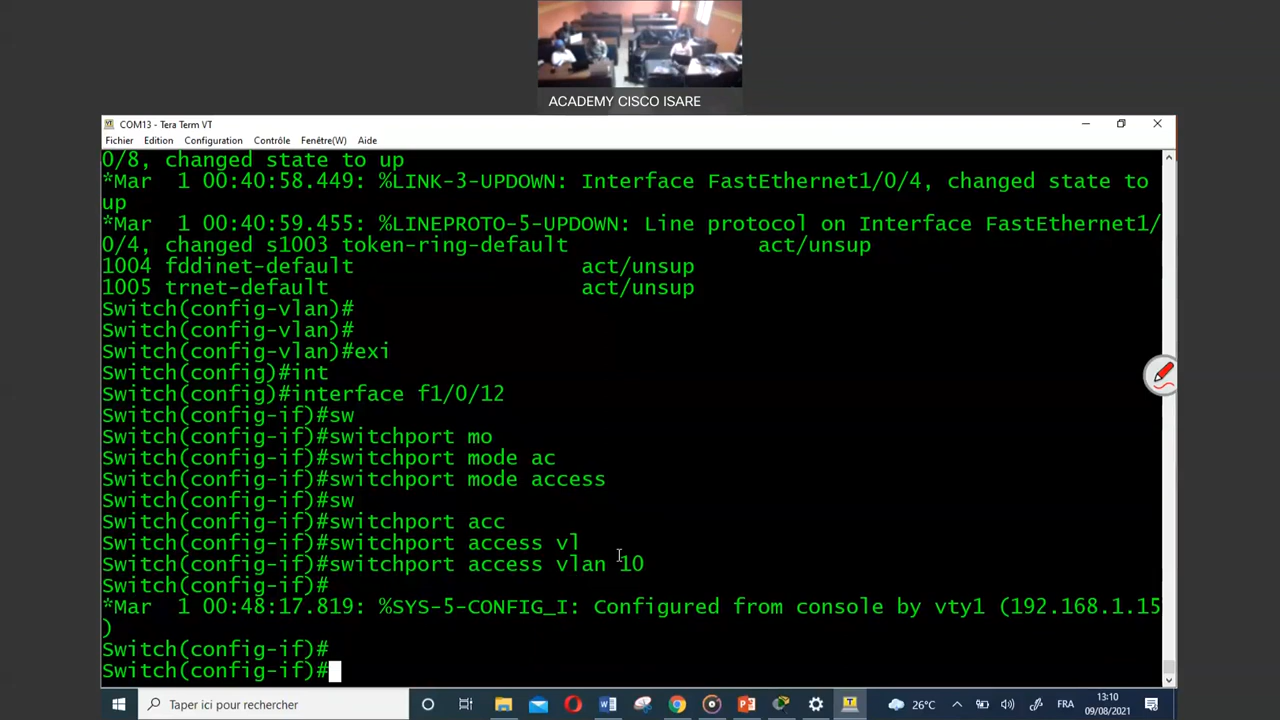 ACADEMY CISCO ISARE
COM13 - Tera Term VT
Fichier Edition Configuration Contrôle Fenêtre(W) Aide
0/8, changed state to up
*Mar  1 00:40:58.449: %LINK-3-UPDOWN: Interface FastEthernet1/0/4, changed state to
up
*Mar  1 00:40:59.455: %LINEPROTO-5-UPDOWN: Line protocol on Interface FastEthernet1/
0/4, changed s1003 token-ring-default act/unsup
1004 fddinet-default act/unsup
1005 trnet-default act/unsup
Switch(config-vlan)#
Switch(config-vlan)#
Switch(config-vlan)#exi
Switch(config)#int
Switch(config)#interface f1/0/12
Switch(config-if)#sw
Switch(config-if)#switchport mo
Switch(config-if)#switchport mode ac
Switch(config-if)#switchport mode access
Switch(config-if)#sw
Switch(config-if)#switchport acc
Switch(config-if)#switchport access vl
Switch(config-if)#switchport access vlan 10
Switch(config-if)#
*Mar  1 00:48:17.819: %SYS-5-CONFIG_I: Configured from console by vty1 (192.168.1.15
)
Switch(config-if)#
Switch(config-if)#
Taper ici pour rechercher
26°C
FRA
13:10
09/08/2021